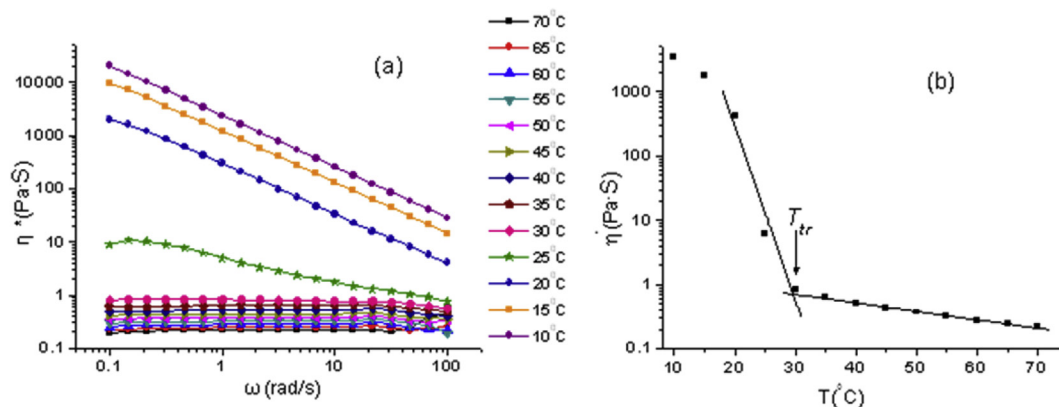 (a)
η*(Pa·S)
10000
1000
100
10
1
0.1
0.1 1 10 100
ω (rad/s)
70°C
65°C
60°C
55°C
50°C
45°C
40°C
35°C
30°C
25°C
20°C
15°C
10°C
(b)
η'(Pa·S)
1000
100
10
1
0.1
T_tr
10 20 30 40 50 60 70
T(°C)